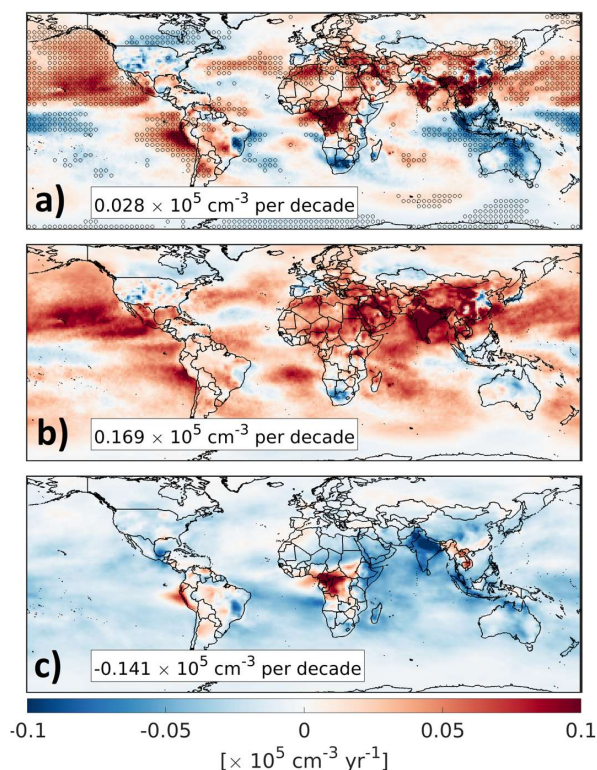 a)
0.028 × 10⁵ cm⁻³ per decade
b)
0.169 × 10⁵ cm⁻³ per decade
c)
-0.141 × 10⁵ cm⁻³ per decade
-0.1 -0.05 0 0.05 0.1
[× 10⁵ cm⁻³ yr⁻¹]